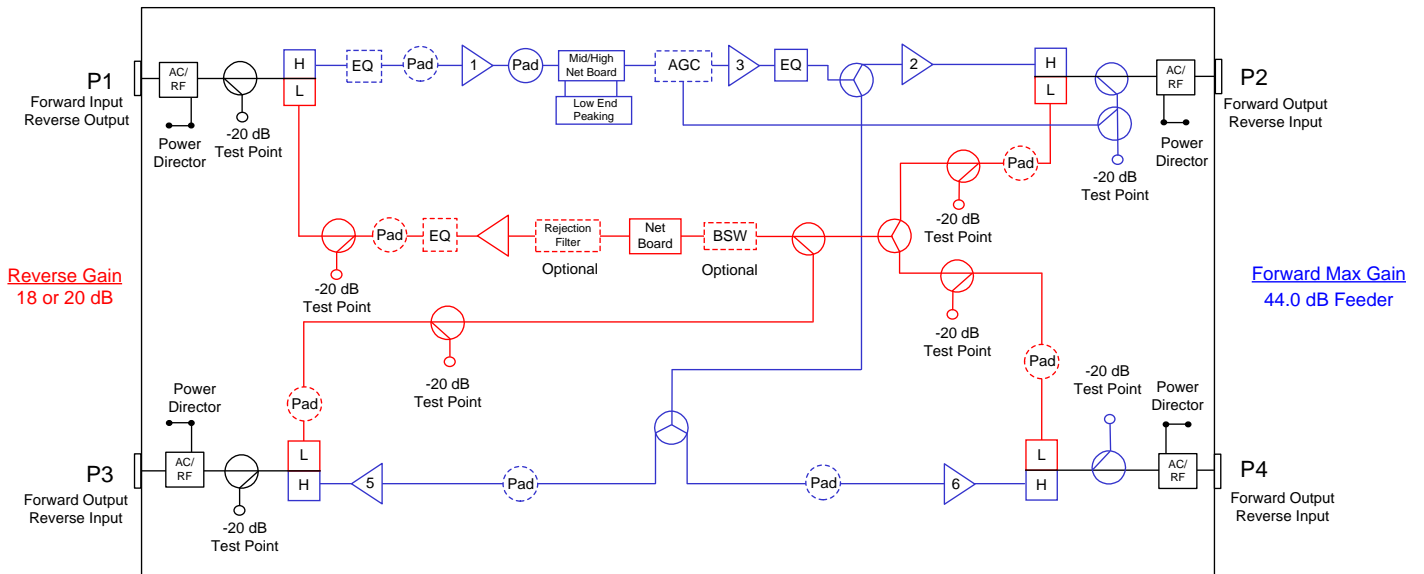 H
EQ
Pad
1
Pad
Mid/High
Net Board
Low End
Peaking
AGC
3
EQ
2
H
L
L
P1
Forward Input
Reverse Output
AC/
RF
Power
Director
-20 dB
Test Point
AC/
RF
P2
Forward Output
Reverse Input
Power
Director
-20 dB
Test Point
Pad
-20 dB
Test Point
-20 dB
Test Point
Pad
EQ
Rejection
Filter
Optional
Net
Board
BSW
Optional
Reverse Gain
18 or 20 dB
Forward Max Gain
44.0 dB Feeder
-20 dB
Test Point
Pad
-20 dB
Test Point
Pad
-20 dB
Test Point
Power
Director
Power
Director
P3
Forward Output
Reverse Input
AC/
RF
-20 dB
Test Point
L
H
5
Pad
Pad
6
L
H
AC/
RF
P4
Forward Output
Reverse Input